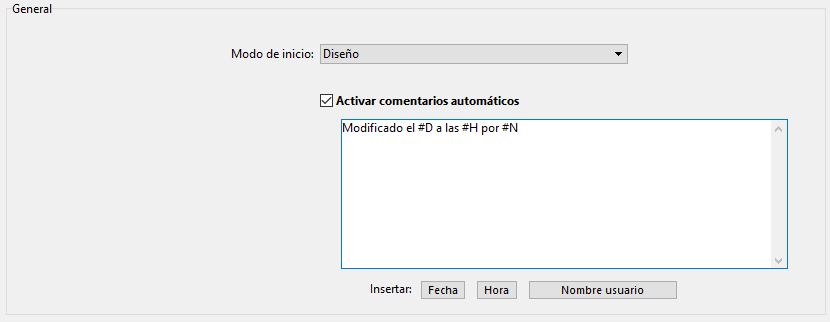 General
Modo de inicio: Diseño
Activar comentarios automáticos
Modificado el #D a las #H por #N
Insertar: Fecha Hora Nombre usuario